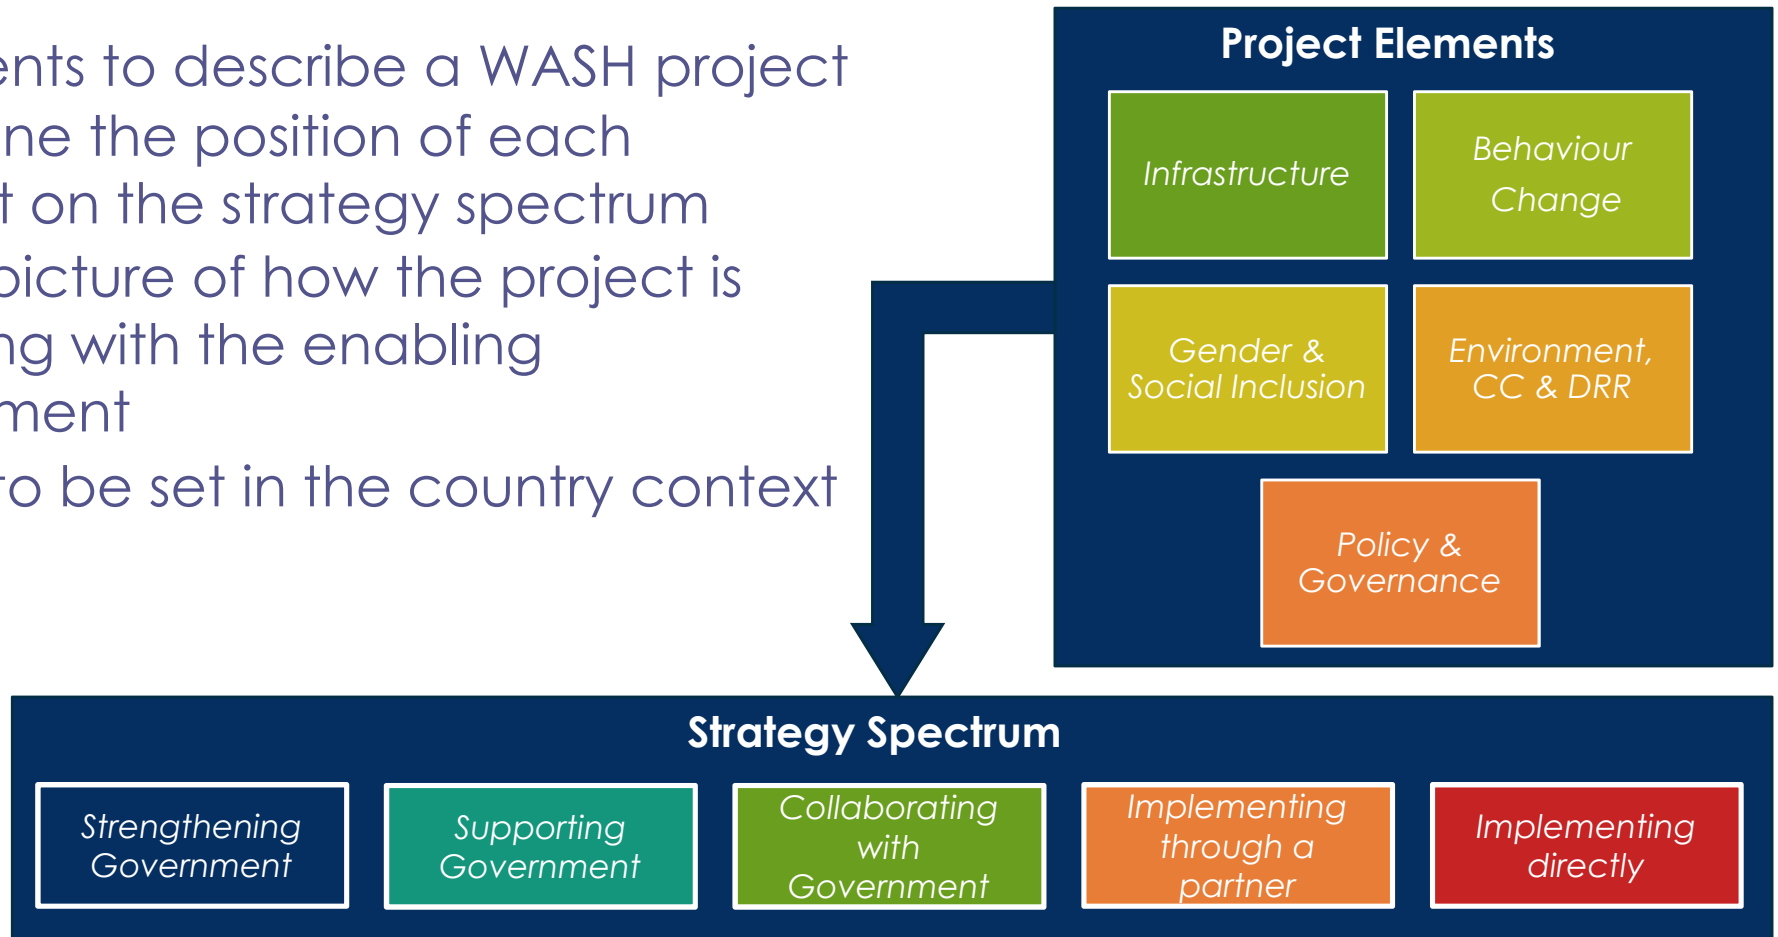 ents to describe a WASH project
ne the position of each
t on the strategy spectrum
picture of how the project is
ng with the enabling
ment
to be set in the country context
Project Elements
Infrastructure
Behaviour
Change
Gender &
Social Inclusion
Environment,
CC & DRR
Policy &
Governance
Strategy Spectrum
Strengthening
Government
Supporting
Government
Collaborating
with
Government
Implementing
through a
partner
Implementing
directly